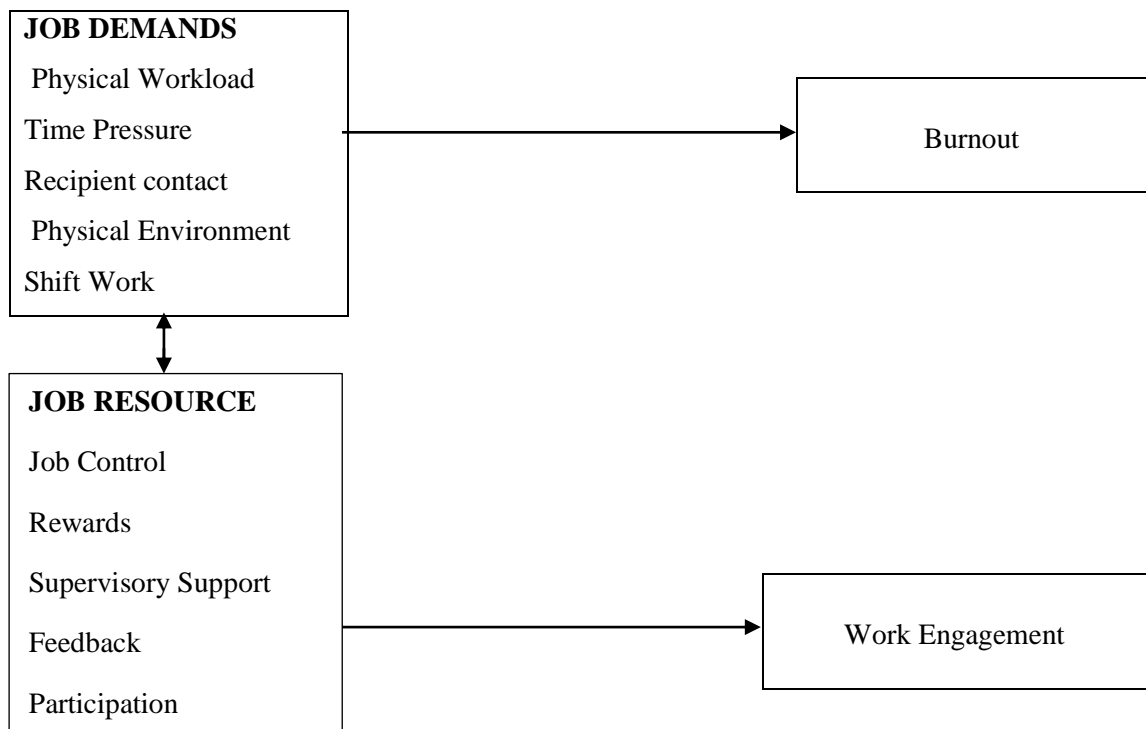 JOB DEMANDS
Physical Workload
Time Pressure
Recipient contact
Physical Environment
Shift Work
Burnout
JOB RESOURCE
Job Control
Rewards
Supervisory Support
Feedback
Participation
Work Engagement